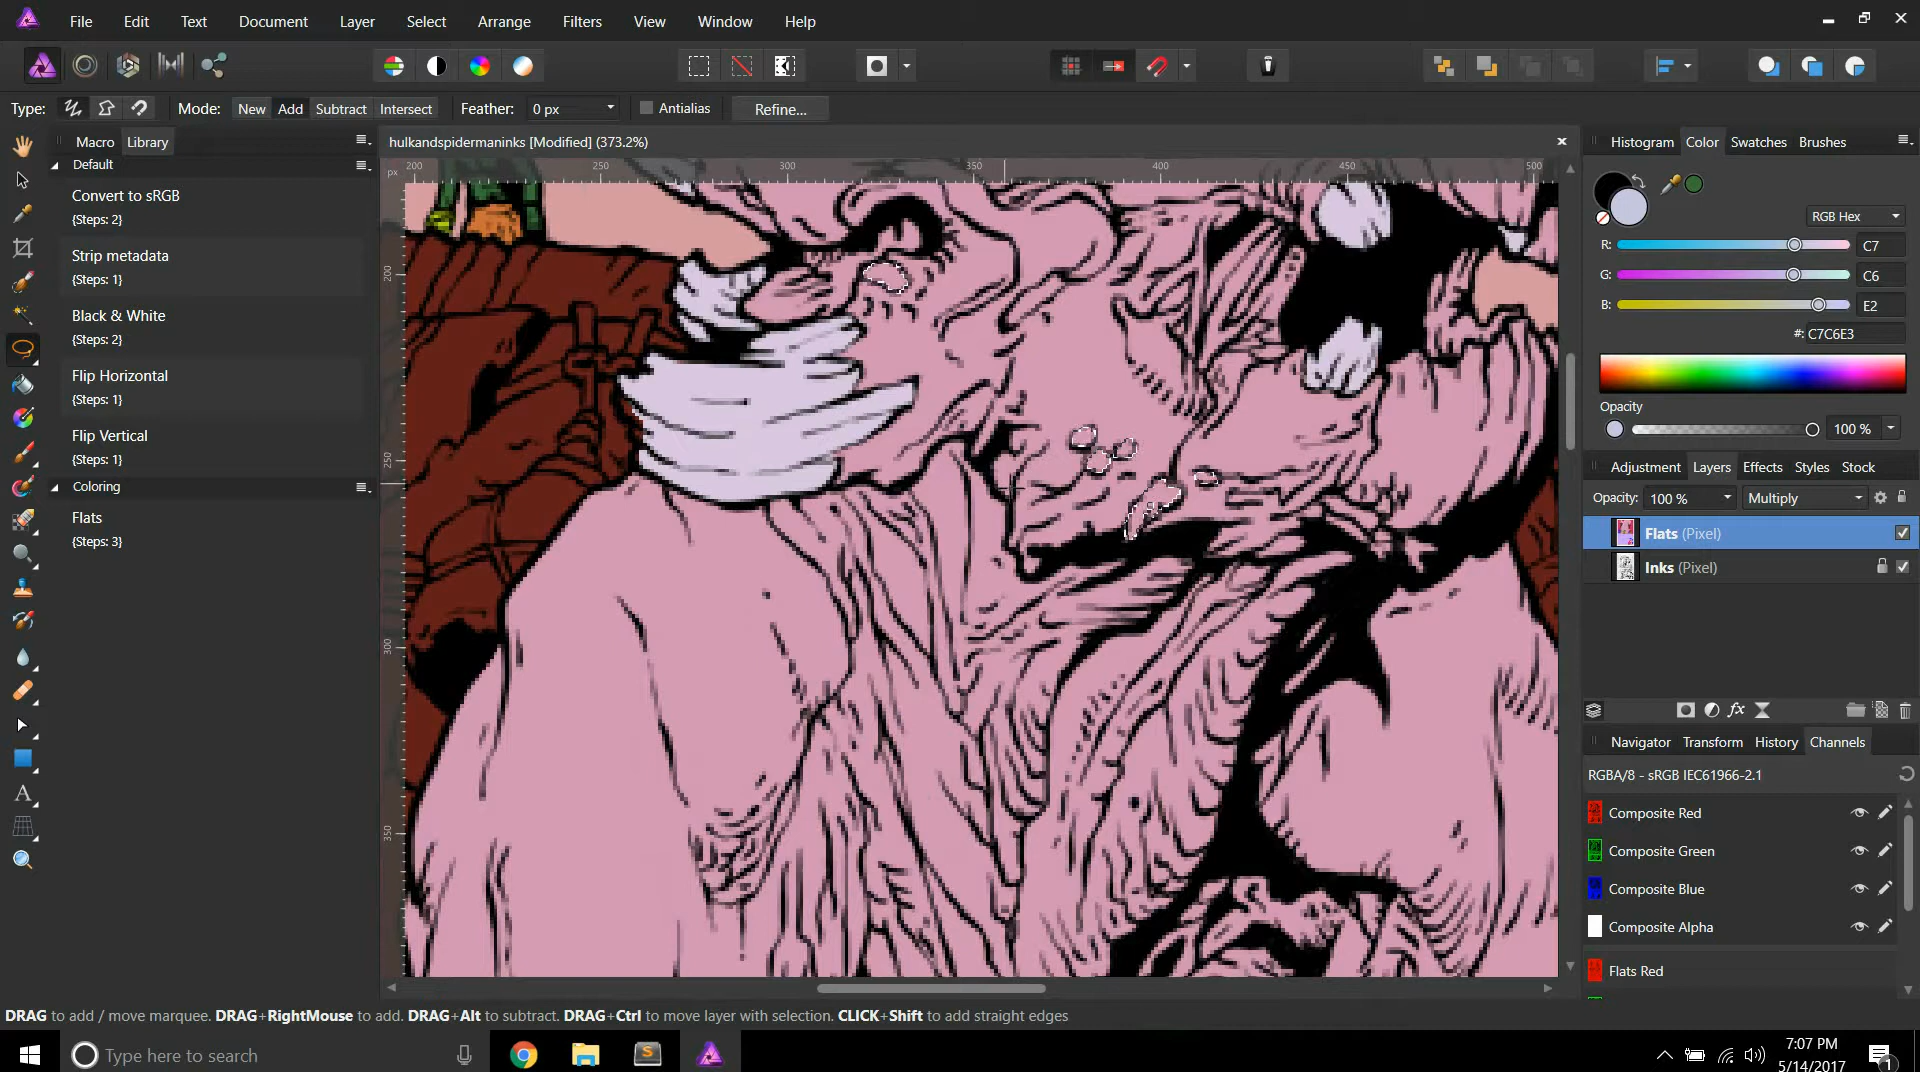 File Edit Text Document Layer Select Arrange Filters View Window Help
Type: Mode: New Add Subtract Intersect Feather: 0 px Antialias Refine...
Macro Library
hulkandspidermaninks [Modified] (373.2%)
Histogram Color Swatches Brushes
Default
px 200 250 300 350 400 450 500
Convert to sRGB
{Steps: 2}
RGB Hex
R: C7
Strip metadata
{Steps: 1}
G: C6
B: E2
Black & White
{Steps: 2}
#: C7C6E3
Flip Horizontal
{Steps: 1}
Opacity
100 %
Flip Vertical
{Steps: 1}
Adjustment Layers Effects Styles Stock
Coloring
Opacity: 100 % Multiply
Flats
{Steps: 3}
Flats (Pixel)
Inks (Pixel)
200
250
300
350
Navigator Transform History Channels
RGBA/8 - sRGB IEC61966-2.1
Composite Red
Composite Green
Composite Blue
Composite Alpha
Flats Red
DRAG to add / move marquee. DRAG+RightMouse to add. DRAG+Alt to subtract. DRAG+Ctrl to move layer with selection. CLICK+Shift to add straight edges
Type here to search
S
7:07 PM
5/14/2017
1